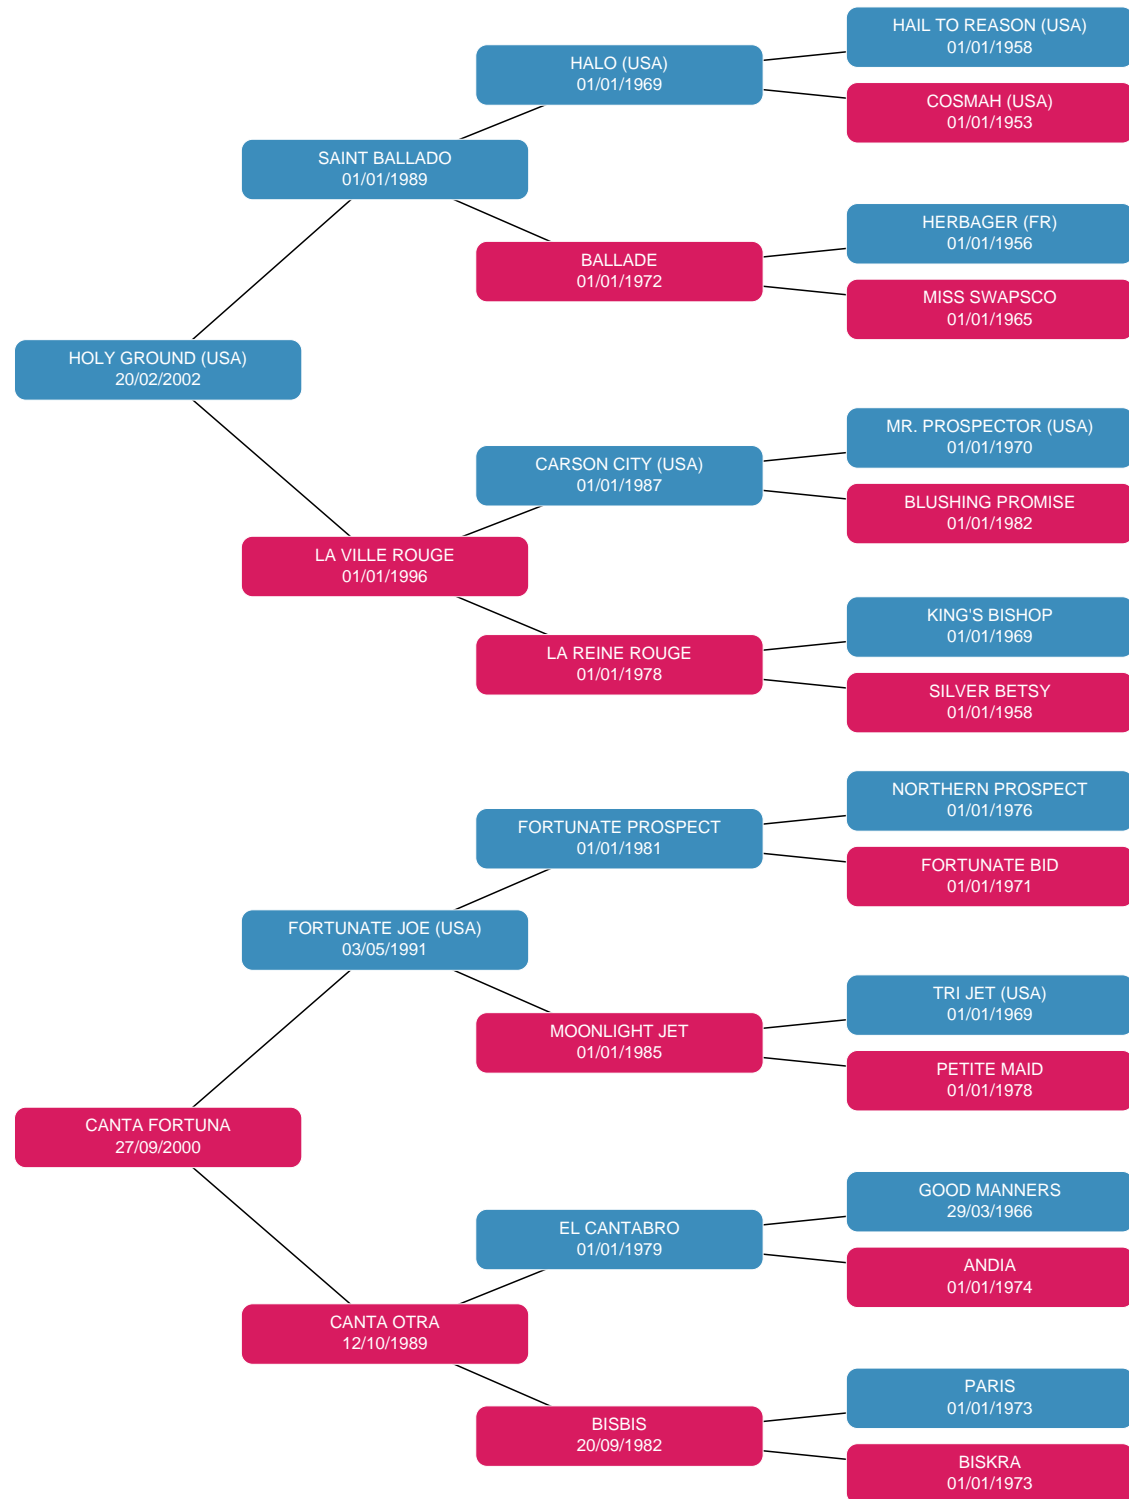 HAIL TO REASON (USA)
01/01/1958
HALO (USA)
01/01/1969
COSMAH (USA)
01/01/1953
SAINT BALLADO
01/01/1989
HERBAGER (FR)
01/01/1956
BALLADE
01/01/1972
MISS SWAPSCO
01/01/1965
HOLY GROUND (USA)
20/02/2002
MR. PROSPECTOR (USA)
01/01/1970
CARSON CITY (USA)
01/01/1987
BLUSHING PROMISE
01/01/1982
LA VILLE ROUGE
01/01/1996
KING'S BISHOP
01/01/1969
LA REINE ROUGE
01/01/1978
SILVER BETSY
01/01/1958
NORTHERN PROSPECT
01/01/1976
FORTUNATE PROSPECT
01/01/1981
FORTUNATE BID
01/01/1971
FORTUNATE JOE (USA)
03/05/1991
TRI JET (USA)
01/01/1969
MOONLIGHT JET
01/01/1985
PETITE MAID
01/01/1978
CANTA FORTUNA
27/09/2000
GOOD MANNERS
29/03/1966
EL CANTABRO
01/01/1979
ANDIA
01/01/1974
CANTA OTRA
12/10/1989
PARIS
01/01/1973
BISBIS
20/09/1982
BISKRA
01/01/1973